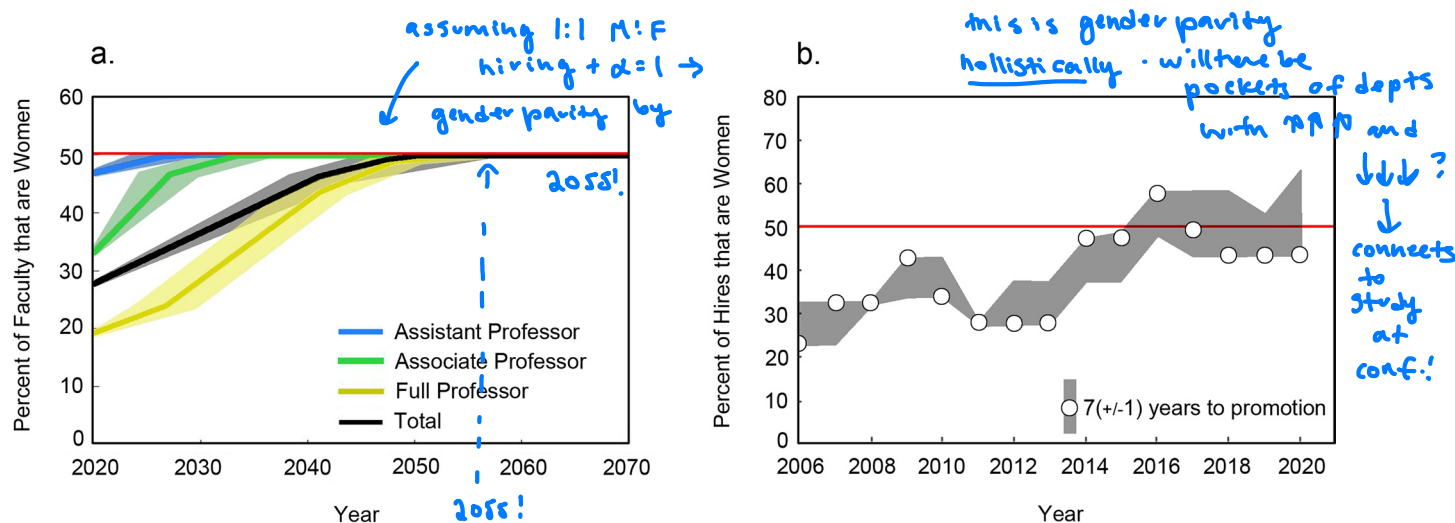 a.
assuming 1:1 M:F
hiring + α=1 →
gender parity by
2055!
Percent of Faculty that are Women
60
50
40
30
20
10
0
Assistant Professor
Associate Professor
Full Professor
Total
2020
2030
2040
2050
2060
2070
Year
2055!
b.
this is gender parity
hollistically. will there be
pockets of depts
with ↑↑↑ and
↓↓↓?
↓
connects
to
study
at
conf.!
Percent of Hires that are Women
80
70
60
50
40
30
20
10
0
7(+/-1) years to promotion
2006
2008
2010
2012
2014
2016
2018
2020
Year